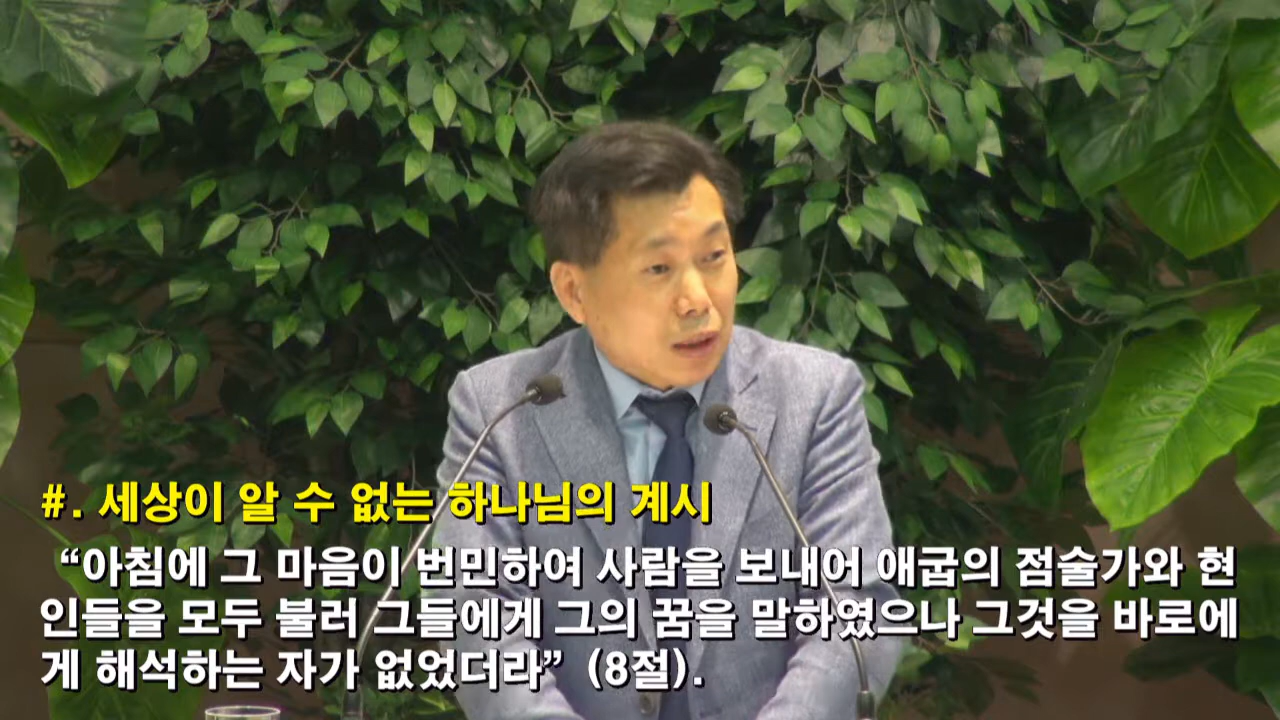 #. 세상이 알 수 없는 하나님의 계시
“아침에 그 마음이 번민하여 사람을 보내어 애굽의 점술가와 현
인들을 모두 불러 그들에게 그의 꿈을 말하였으나 그것을 바로에
게 해석하는 자가 없었더라” (8절).